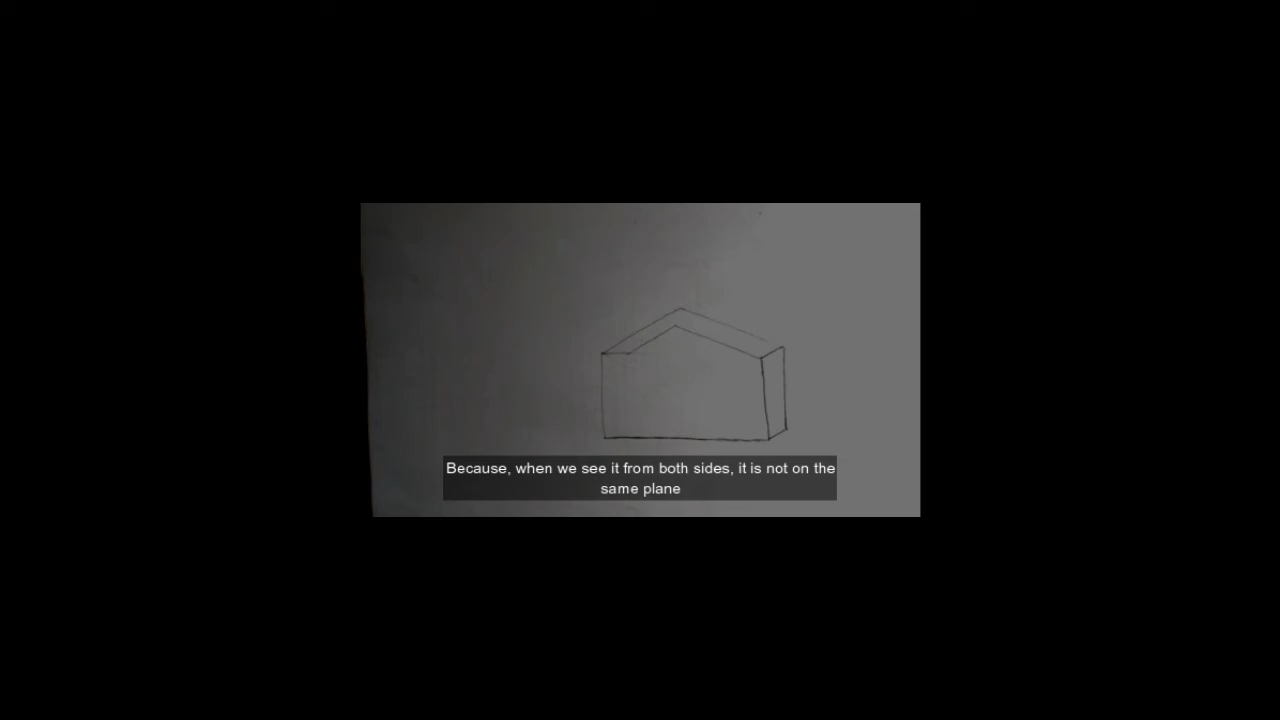 Because, when we see it from both sides, it is not on the
same plane